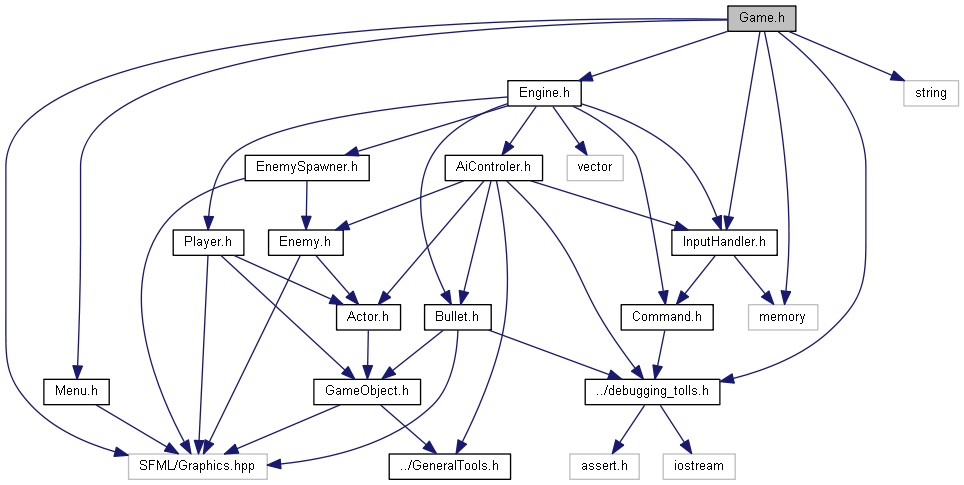 Game.h
Engine.h
string
EnemySpawner.h
AiControler.h
vector
Player.h
Enemy.h
InputHandler.h
Actor.h
Bullet.h
Command.h
memory
Menu.h
GameObject.h
../debugging_tolls.h
SFML/Graphics.hpp
../GeneralTools.h
assert.h
iostream